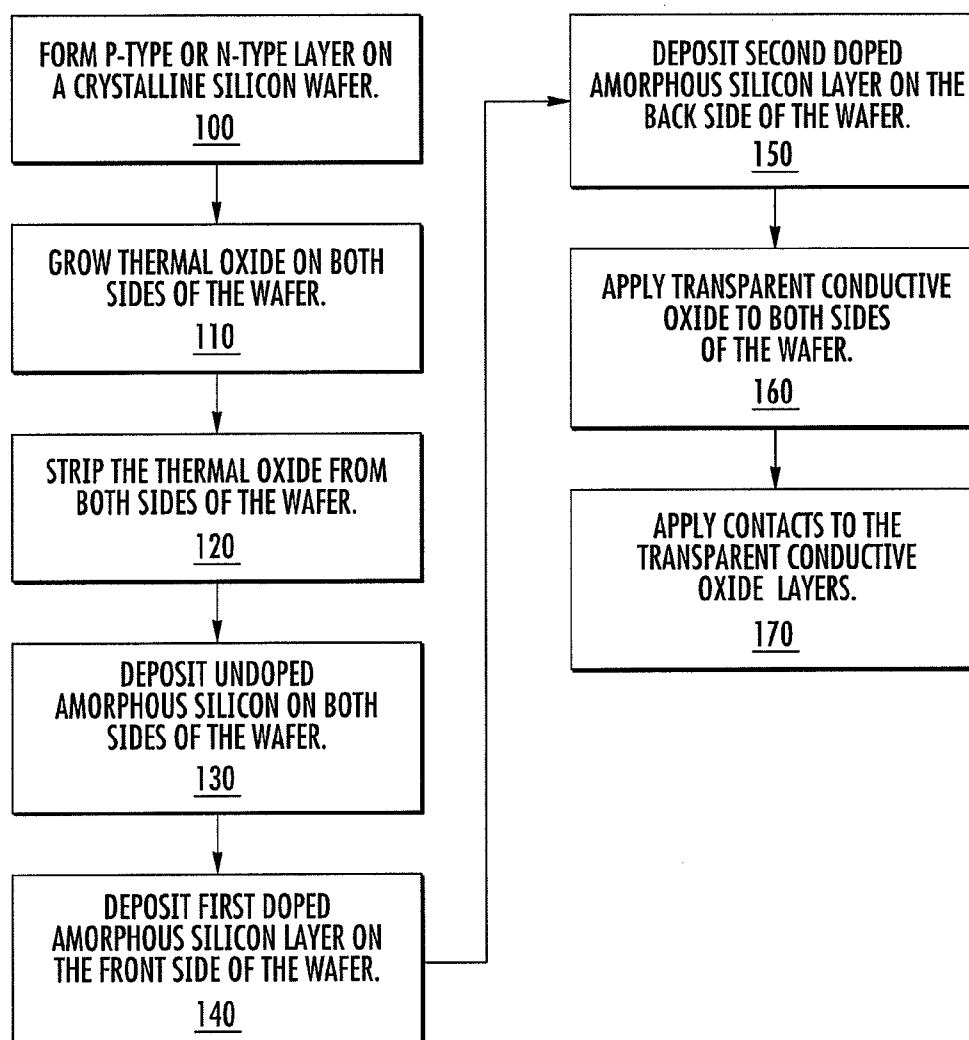 FORM P-TYPE OR N-TYPE LAYER ON
A CRYSTALLINE SILICON WAFER.
100
GROW THERMAL OXIDE ON BOTH
SIDES OF THE WAFER.
110
STRIP THE THERMAL OXIDE FROM
BOTH SIDES OF THE WAFER.
120
DEPOSIT UNDOPED
AMORPHOUS SILICON ON BOTH
SIDES OF THE WAFER.
130
DEPOSIT FIRST DOPED
AMORPHOUS SILICON LAYER ON
THE FRONT SIDE OF THE WAFER.
140
DEPOSIT SECOND DOPED
AMORPHOUS SILICON LAYER ON THE
BACK SIDE OF THE WAFER.
150
APPLY TRANSPARENT CONDUCTIVE
OXIDE TO BOTH SIDES
OF THE WAFER.
160
APPLY CONTACTS TO THE
TRANSPARENT CONDUCTIVE
OXIDE LAYERS.
170